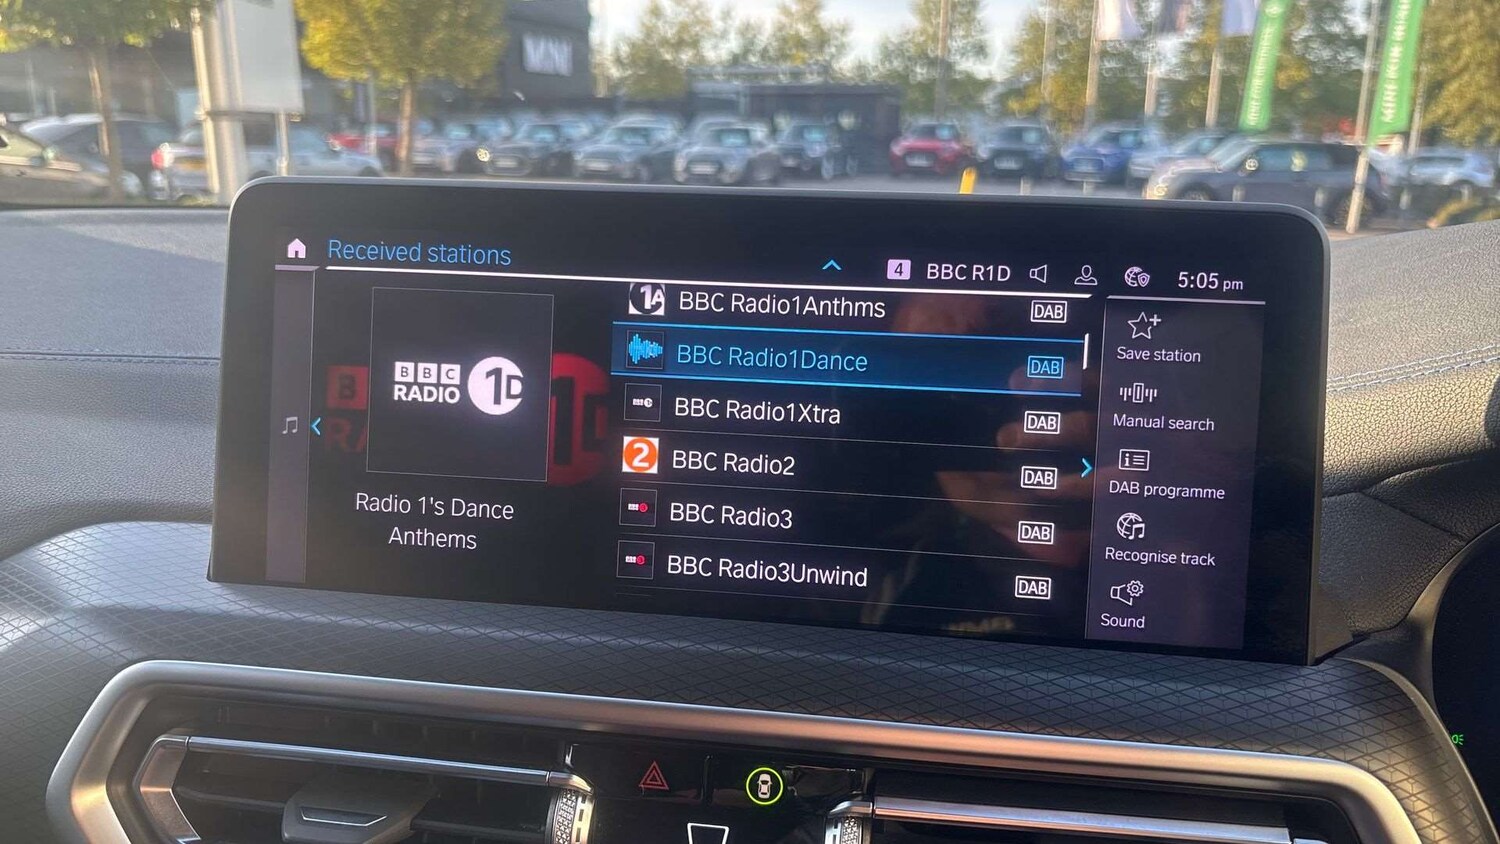 MINI
Received stations
4 BBC R1D
5:05 pm
BBC
RADIO 1D
Radio 1's Dance
Anthems
1A BBC Radio1Anthms DAB
BBC Radio1Dance DAB
BBC Radio1Xtra DAB
2 BBC Radio2 DAB
BBC Radio3 DAB
BBC Radio3Unwind DAB
Save station
Manual search
DAB programme
Recognise track
Sound